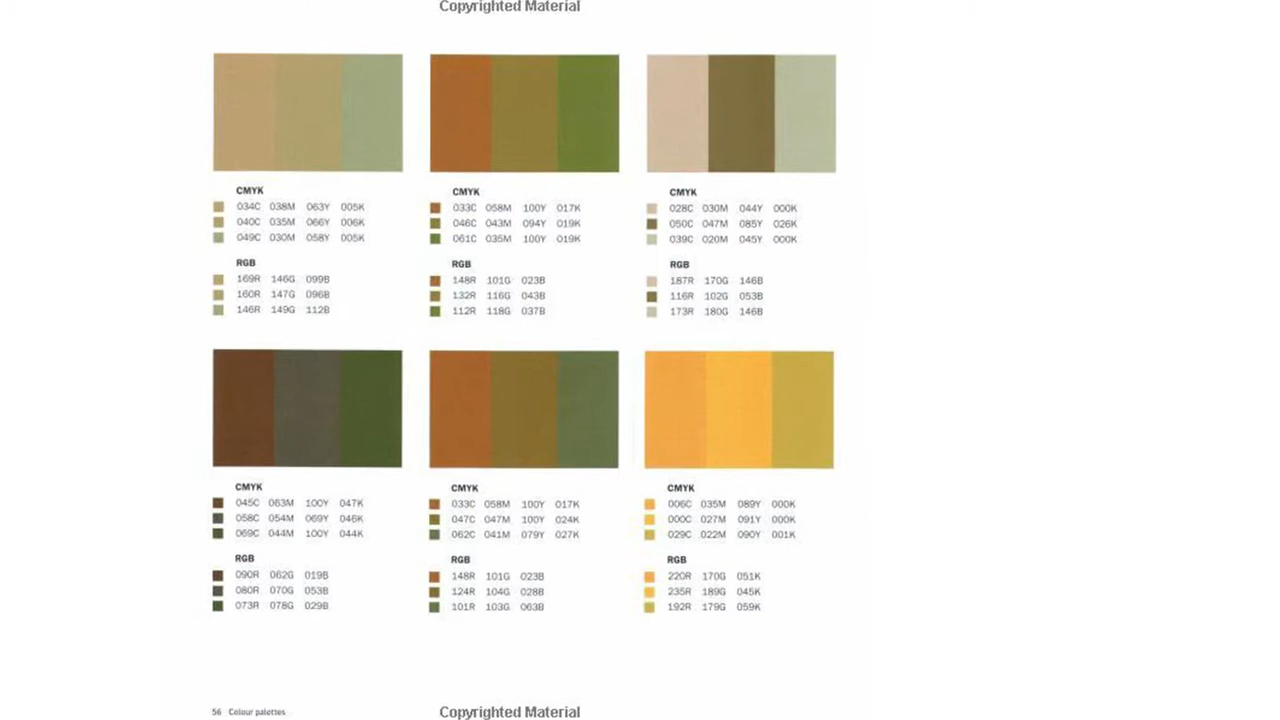 Copyrighted Material
CMYK
034C 038M 063Y 005K
040C 035M 066Y 006K
049C 030M 058Y 005K
RGB
169R 146G 099B
160R 147G 096B
146R 149G 112B
CMYK
033C 058M 100Y 017K
046C 043M 094Y 019K
061C 035M 100Y 019K
RGB
148R 101G 023B
132R 116G 043B
112R 118G 037B
CMYK
028C 030M 044Y 000K
050C 047M 085Y 026K
039C 020M 045Y 000K
RGB
187R 170G 146B
116R 102G 053B
173R 180G 146B
CMYK
045C 063M 100Y 047K
058C 054M 069Y 046K
069C 044M 100Y 044K
RGB
090R 062G 019B
080R 070G 053B
073R 078G 029B
CMYK
033C 058M 100Y 017K
047C 047M 100Y 024K
062C 041M 079Y 027K
RGB
148R 101G 023B
124R 104G 028B
101R 103G 063B
CMYK
006C 035M 089Y 000K
000C 027M 091Y 000K
029C 022M 090Y 001K
RGB
220R 170G 051K
235R 189G 045K
192R 179G 059K
56 Colour palettes
Copyrighted Material